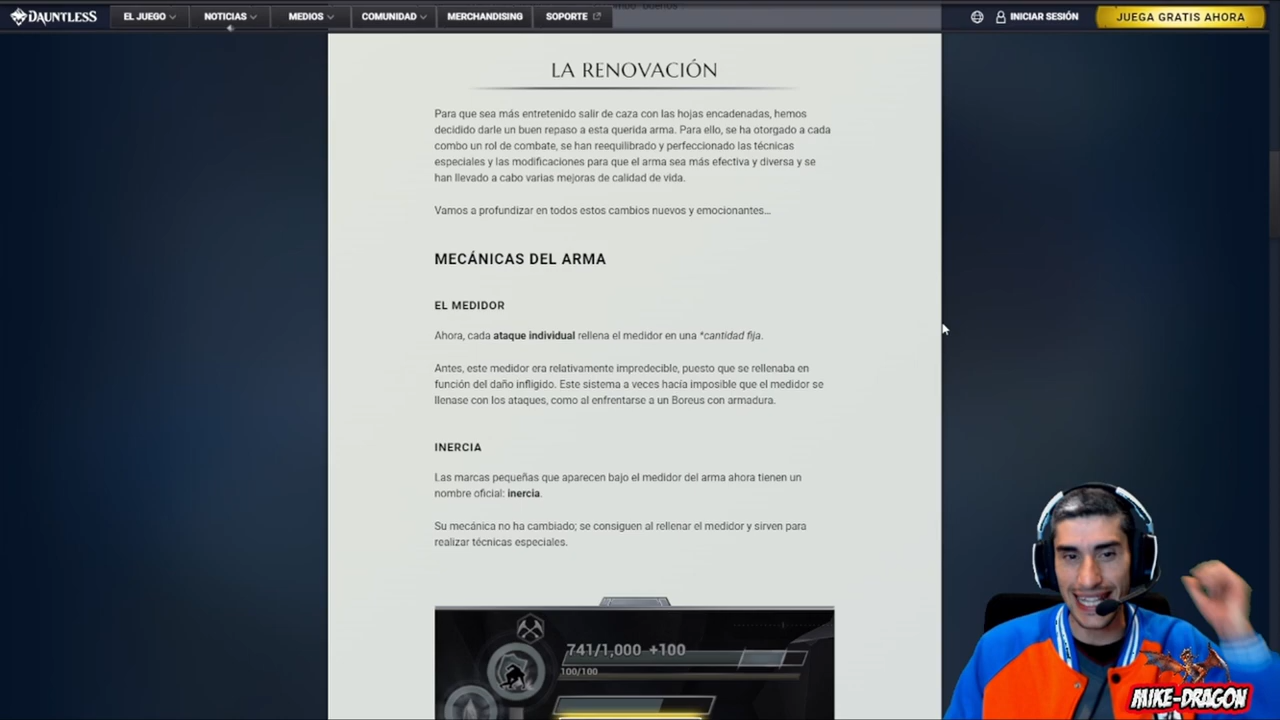 DAUNTLESS
EL JUEGO
NOTICIAS
MEDIOS
COMUNIDAD
MERCHANDISING
SOPORTE
INICIAR SESIÓN
JUEGA GRATIS AHORA
LA RENOVACIÓN
Para que sea más entretenido salir de caza con las hojas encadenadas, hemos
decidido darle un buen repaso a esta querida arma. Para ello, se ha otorgado a cada
combo un rol de combate, se han reequilibrado y perfeccionado las técnicas
especiales y las modificaciones para que el arma sea más efectiva y diversa y se
han llevado a cabo varias mejoras de calidad de vida.
Vamos a profundizar en todos estos cambios nuevos y emocionantes…
MECÁNICAS DEL ARMA
EL MEDIDOR
Ahora, cada ataque individual rellena el medidor en una *cantidad fija.
Antes, este medidor era relativamente impredecible, puesto que se rellenaba en
función del daño infligido. Este sistema a veces hacía imposible que el medidor se
llenase con los ataques, como al enfrentarse a un Boreus con armadura.
INERCIA
Las marcas pequeñas que aparecen bajo el medidor del arma ahora tienen un
nombre oficial: inercia.
Su mecánica no ha cambiado; se consiguen al rellenar el medidor y sirven para
realizar técnicas especiales.
741/1,000 +100
100/100
MIKE-DRAGON